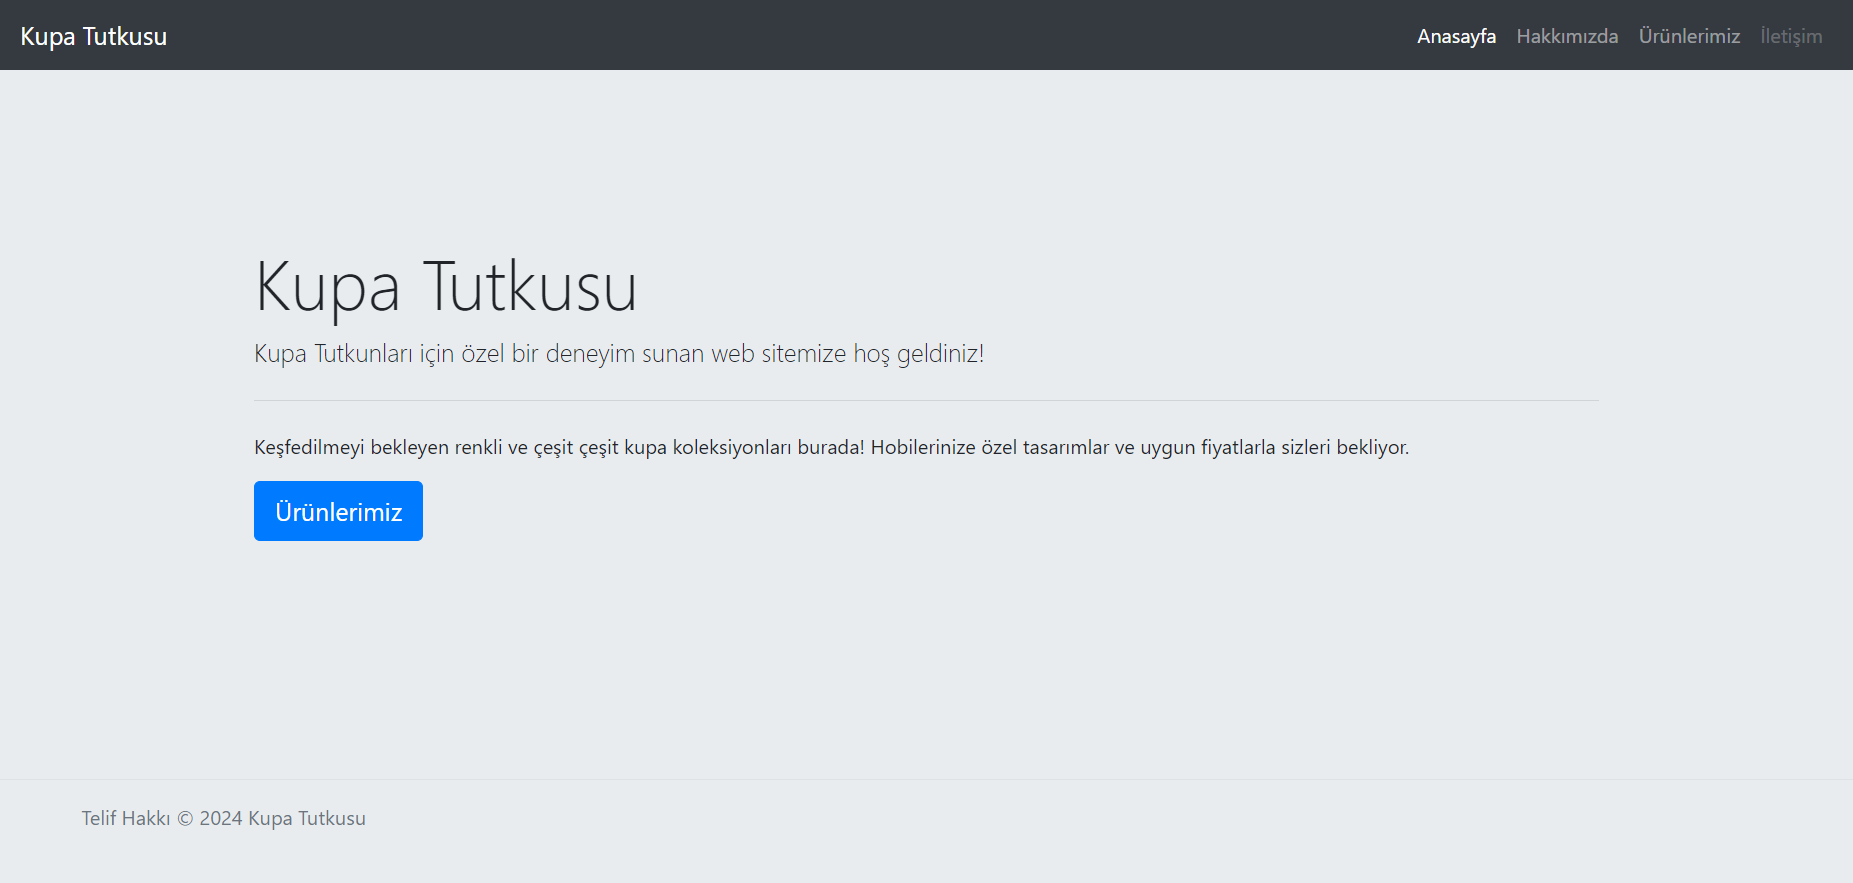 Kupa Tutkusu
Anasayfa Hakkımızda Ürünlerimiz İletişim
Kupa Tutkusu
Kupa Tutkunları için özel bir deneyim sunan web sitemize hoş geldiniz!
Keşfedilmeyi bekleyen renkli ve çeşit çeşit kupa koleksiyonları burada! Hobilerinize özel tasarımlar ve uygun fiyatlarla sizleri bekliyor.
Ürünlerimiz
Telif Hakkı © 2024 Kupa Tutkusu